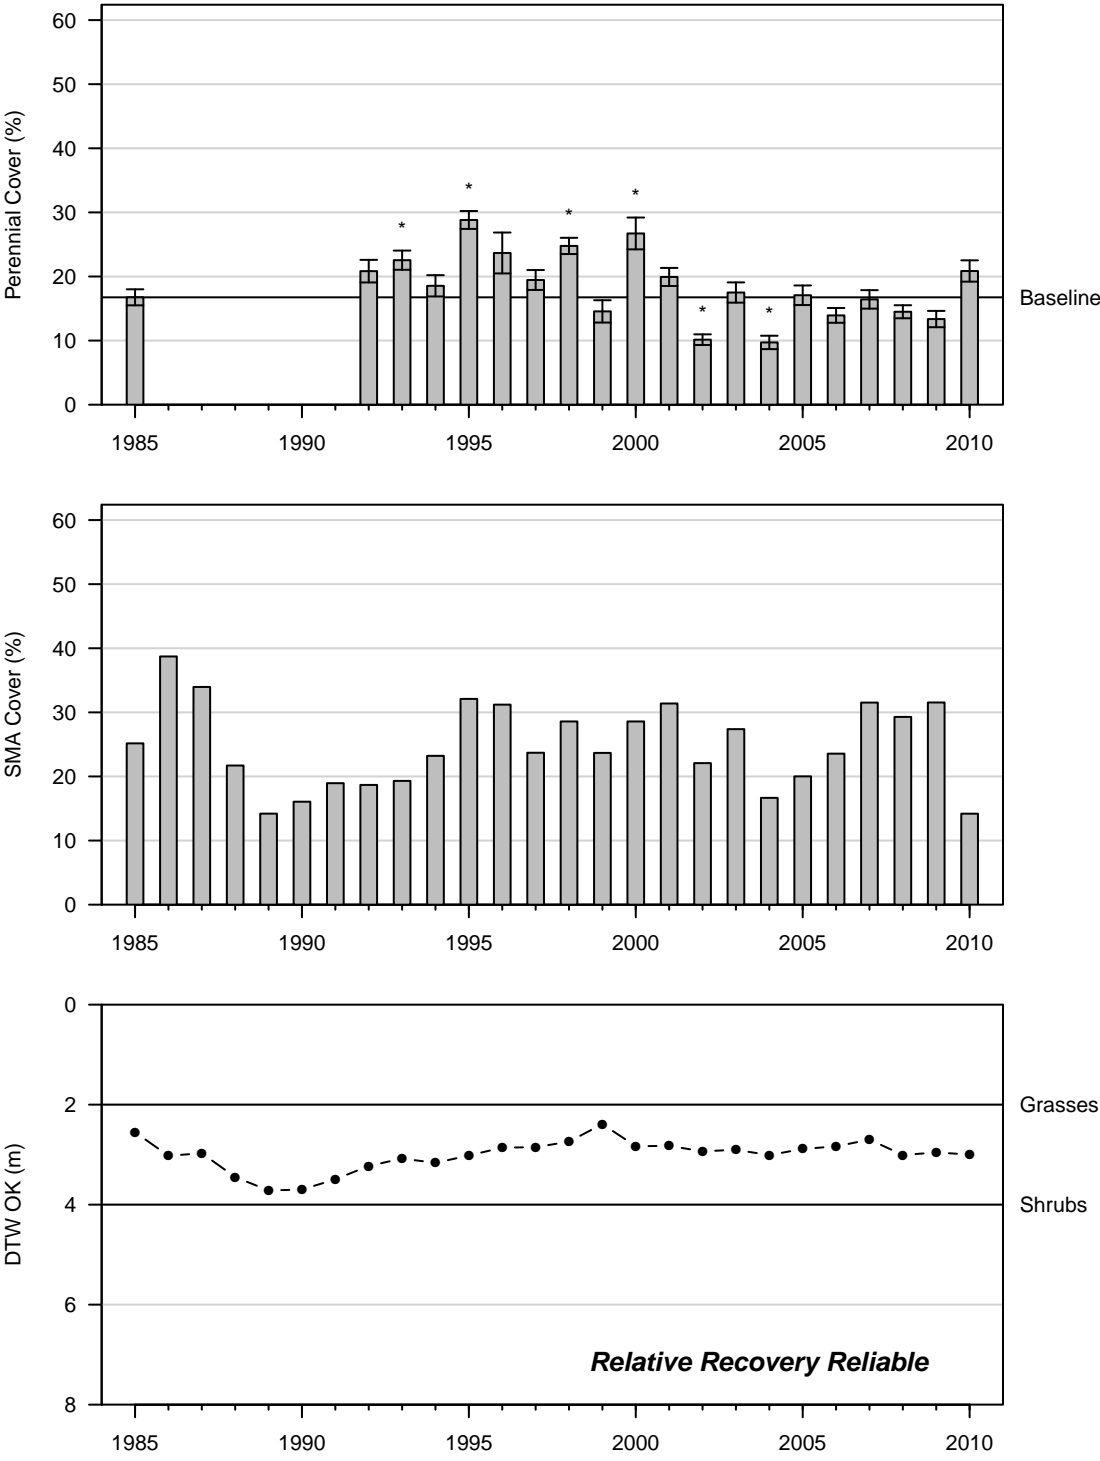 60
50
40
30
20
10
0
Perennial Cover (%)
*
*
*
*
*
*
Baseline
1985 1990 1995 2000 2005 2010
60
50
40
30
20
10
0
SMA Cover (%)
1985 1990 1995 2000 2005 2010
0
2
4
6
8
DTW OK (m)
Grasses
Shrubs
Relative Recovery Reliable
1985 1990 1995 2000 2005 2010